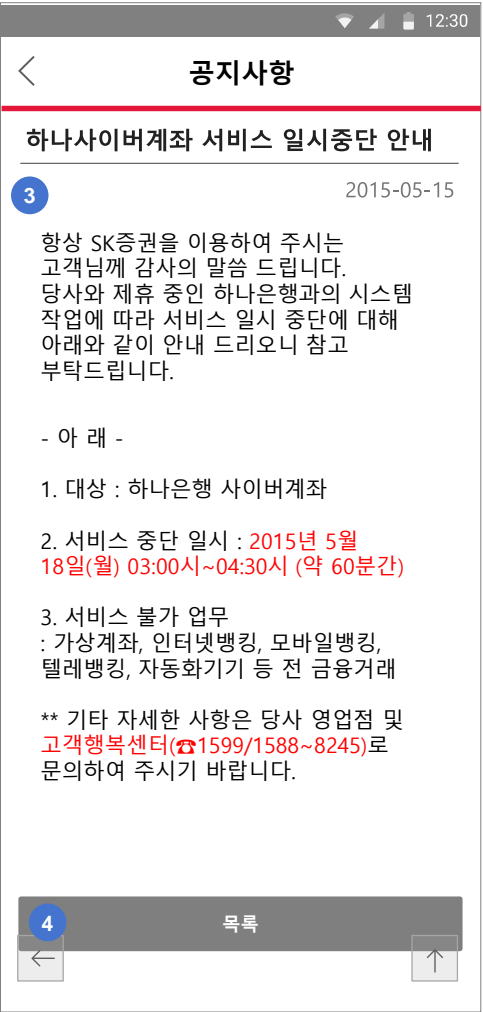 12:30
공지사항
하나사이버계좌 서비스 일시중단 안내
3
2015-05-15
항상 SK증권을 이용하여 주시는
고객님께 감사의 말씀 드립니다.
당사와 제휴 중인 하나은행과의 시스템
작업에 따라 서비스 일시 중단에 대해
아래와 같이 안내 드리오니 참고
부탁드립니다.
- 아 래 -
1. 대상 : 하나은행 사이버계좌
2. 서비스 중단 일시 : 2015년 5월
18일(월) 03:00시~04:30시 (약 60분간)
3. 서비스 불가 업무
: 가상계좌, 인터넷뱅킹, 모바일뱅킹,
텔레뱅킹, 자동화기기 등 전 금융거래
** 기타 자세한 사항은 당사 영업점 및
고객행복센터(☎1599/1588~8245)로
문의하여 주시기 바랍니다.
4
목록